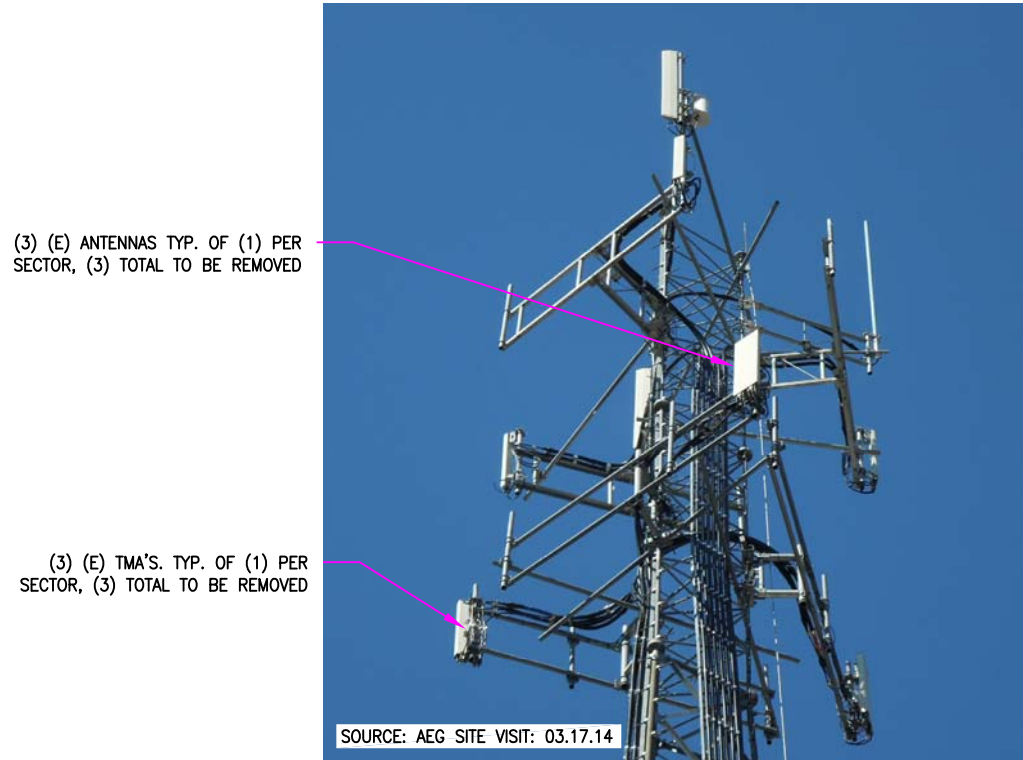 (3) (E) ANTENNAS TYP. OF (1) PER
SECTOR, (3) TOTAL TO BE REMOVED
(3) (E) TMA'S. TYP. OF (1) PER
SECTOR, (3) TOTAL TO BE REMOVED
SOURCE: AEG SITE VISIT: 03.17.14